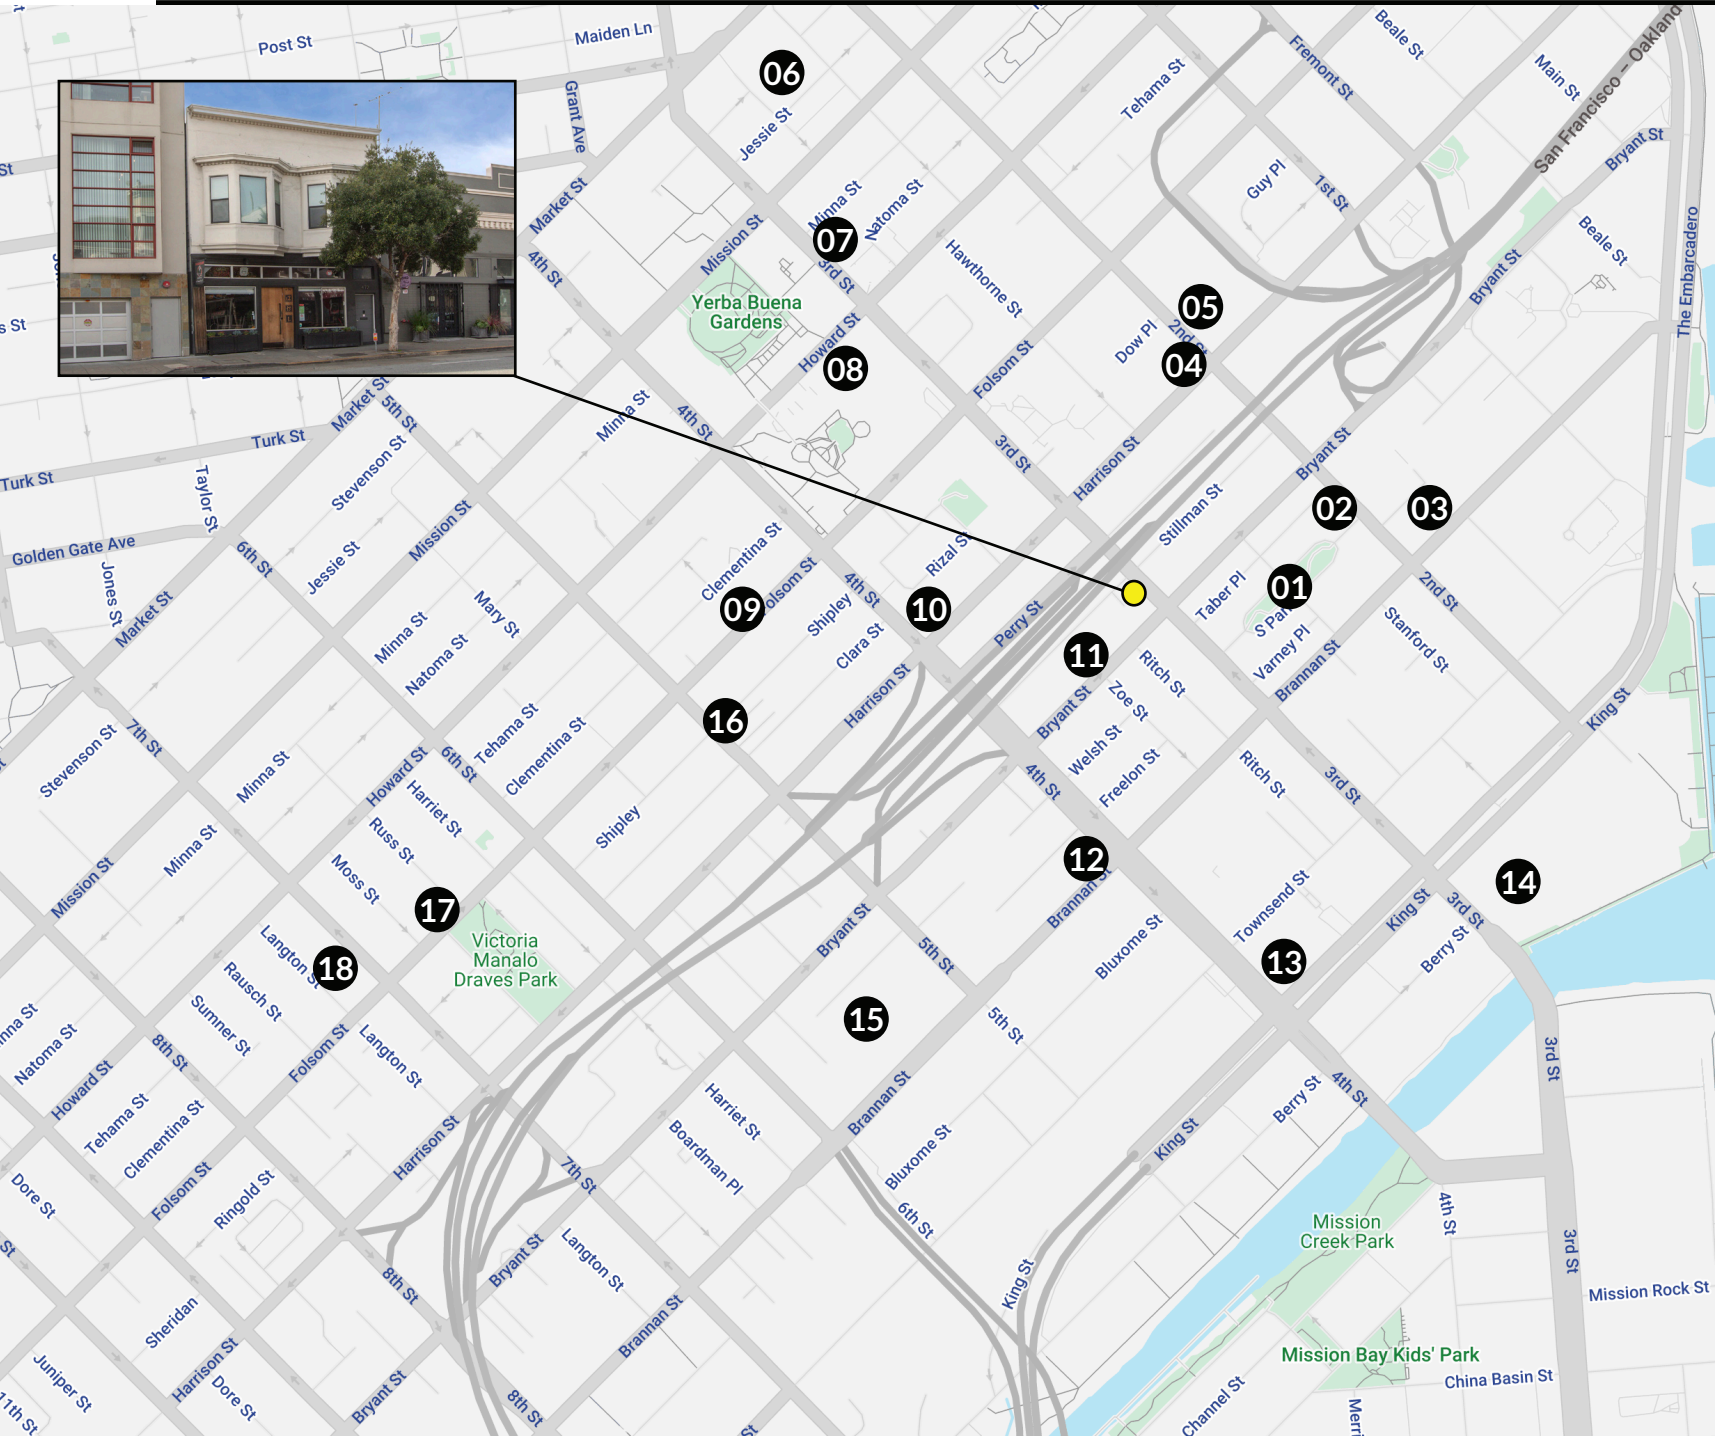 Post St
Maiden Ln
Beale St
Fremont St
Main St
San Francisco – Oakland
06
Grant Ave
Jessie St
Tehama St
Bryant St
St
Guy Pl
1st St
Market St
Minna St
Natoma St
Mission St
07
3rd St
4th St
Hawthorne St
Beale St
The Embarcadero
Bryant St
Yerba Buena
Gardens
s St
05
2nd St
Dow Pl
Howard St
08
04
Folsom St
Market St
5th St
Minna St
4th St
Turk St
3rd St
Harrison St
Bryant St
Stevenson St
Turk St
Taylor St
Mission St
Stillman St
02
03
Golden Gate Ave
6th St
Jessie St
Clementina St
Rizal St
Jones St
Market St
Mary St
Minna St
Natoma St
09
Folsom St
Shipley
4th St
Clara St
10
Perry St
Taber Pl
01
S Park
Varney Pl
2nd St
Stanford St
Brannan St
11
Ritch St
Zoe St
Bryant St
Welsh St
Freelon St
Harrison St
16
King St
7th St
Stevenson St
Minna St
Tehama St
Clementina St
Howard St
6th St
Harriet St
Russ St
Shipley
4th St
Ritch St
3rd St
Minna St
Moss St
Mission St
12
Brannan St
Townsend St
14
King St
3rd St
Berry St
17
Victoria
Manalo
Draves Park
Bryant St
5th St
Bluxome St
13
Langton St
18
Rausch St
Sumner St
15
5th St
Natoma St
8th St
Folsom St
Langton St
Howard St
Tehama St
Clementina St
Harrison St
Brannan St
Harriet St
Boardman Pl
Berry St
4th St
3rd St
King St
Bluxome St
Dore St
Folsom St
Ringold St
7th St
6th St
4th St
Mission
Creek Park
3rd St
St
Bryant St
Langton St
8th St
King St
Mission Rock St
Sheridan
Brannan St
Harrison St
Juniper St
Dore St
Bryant St
8th St
Mission Bay Kids' Park
China Basin St
Channel St
11th St
St